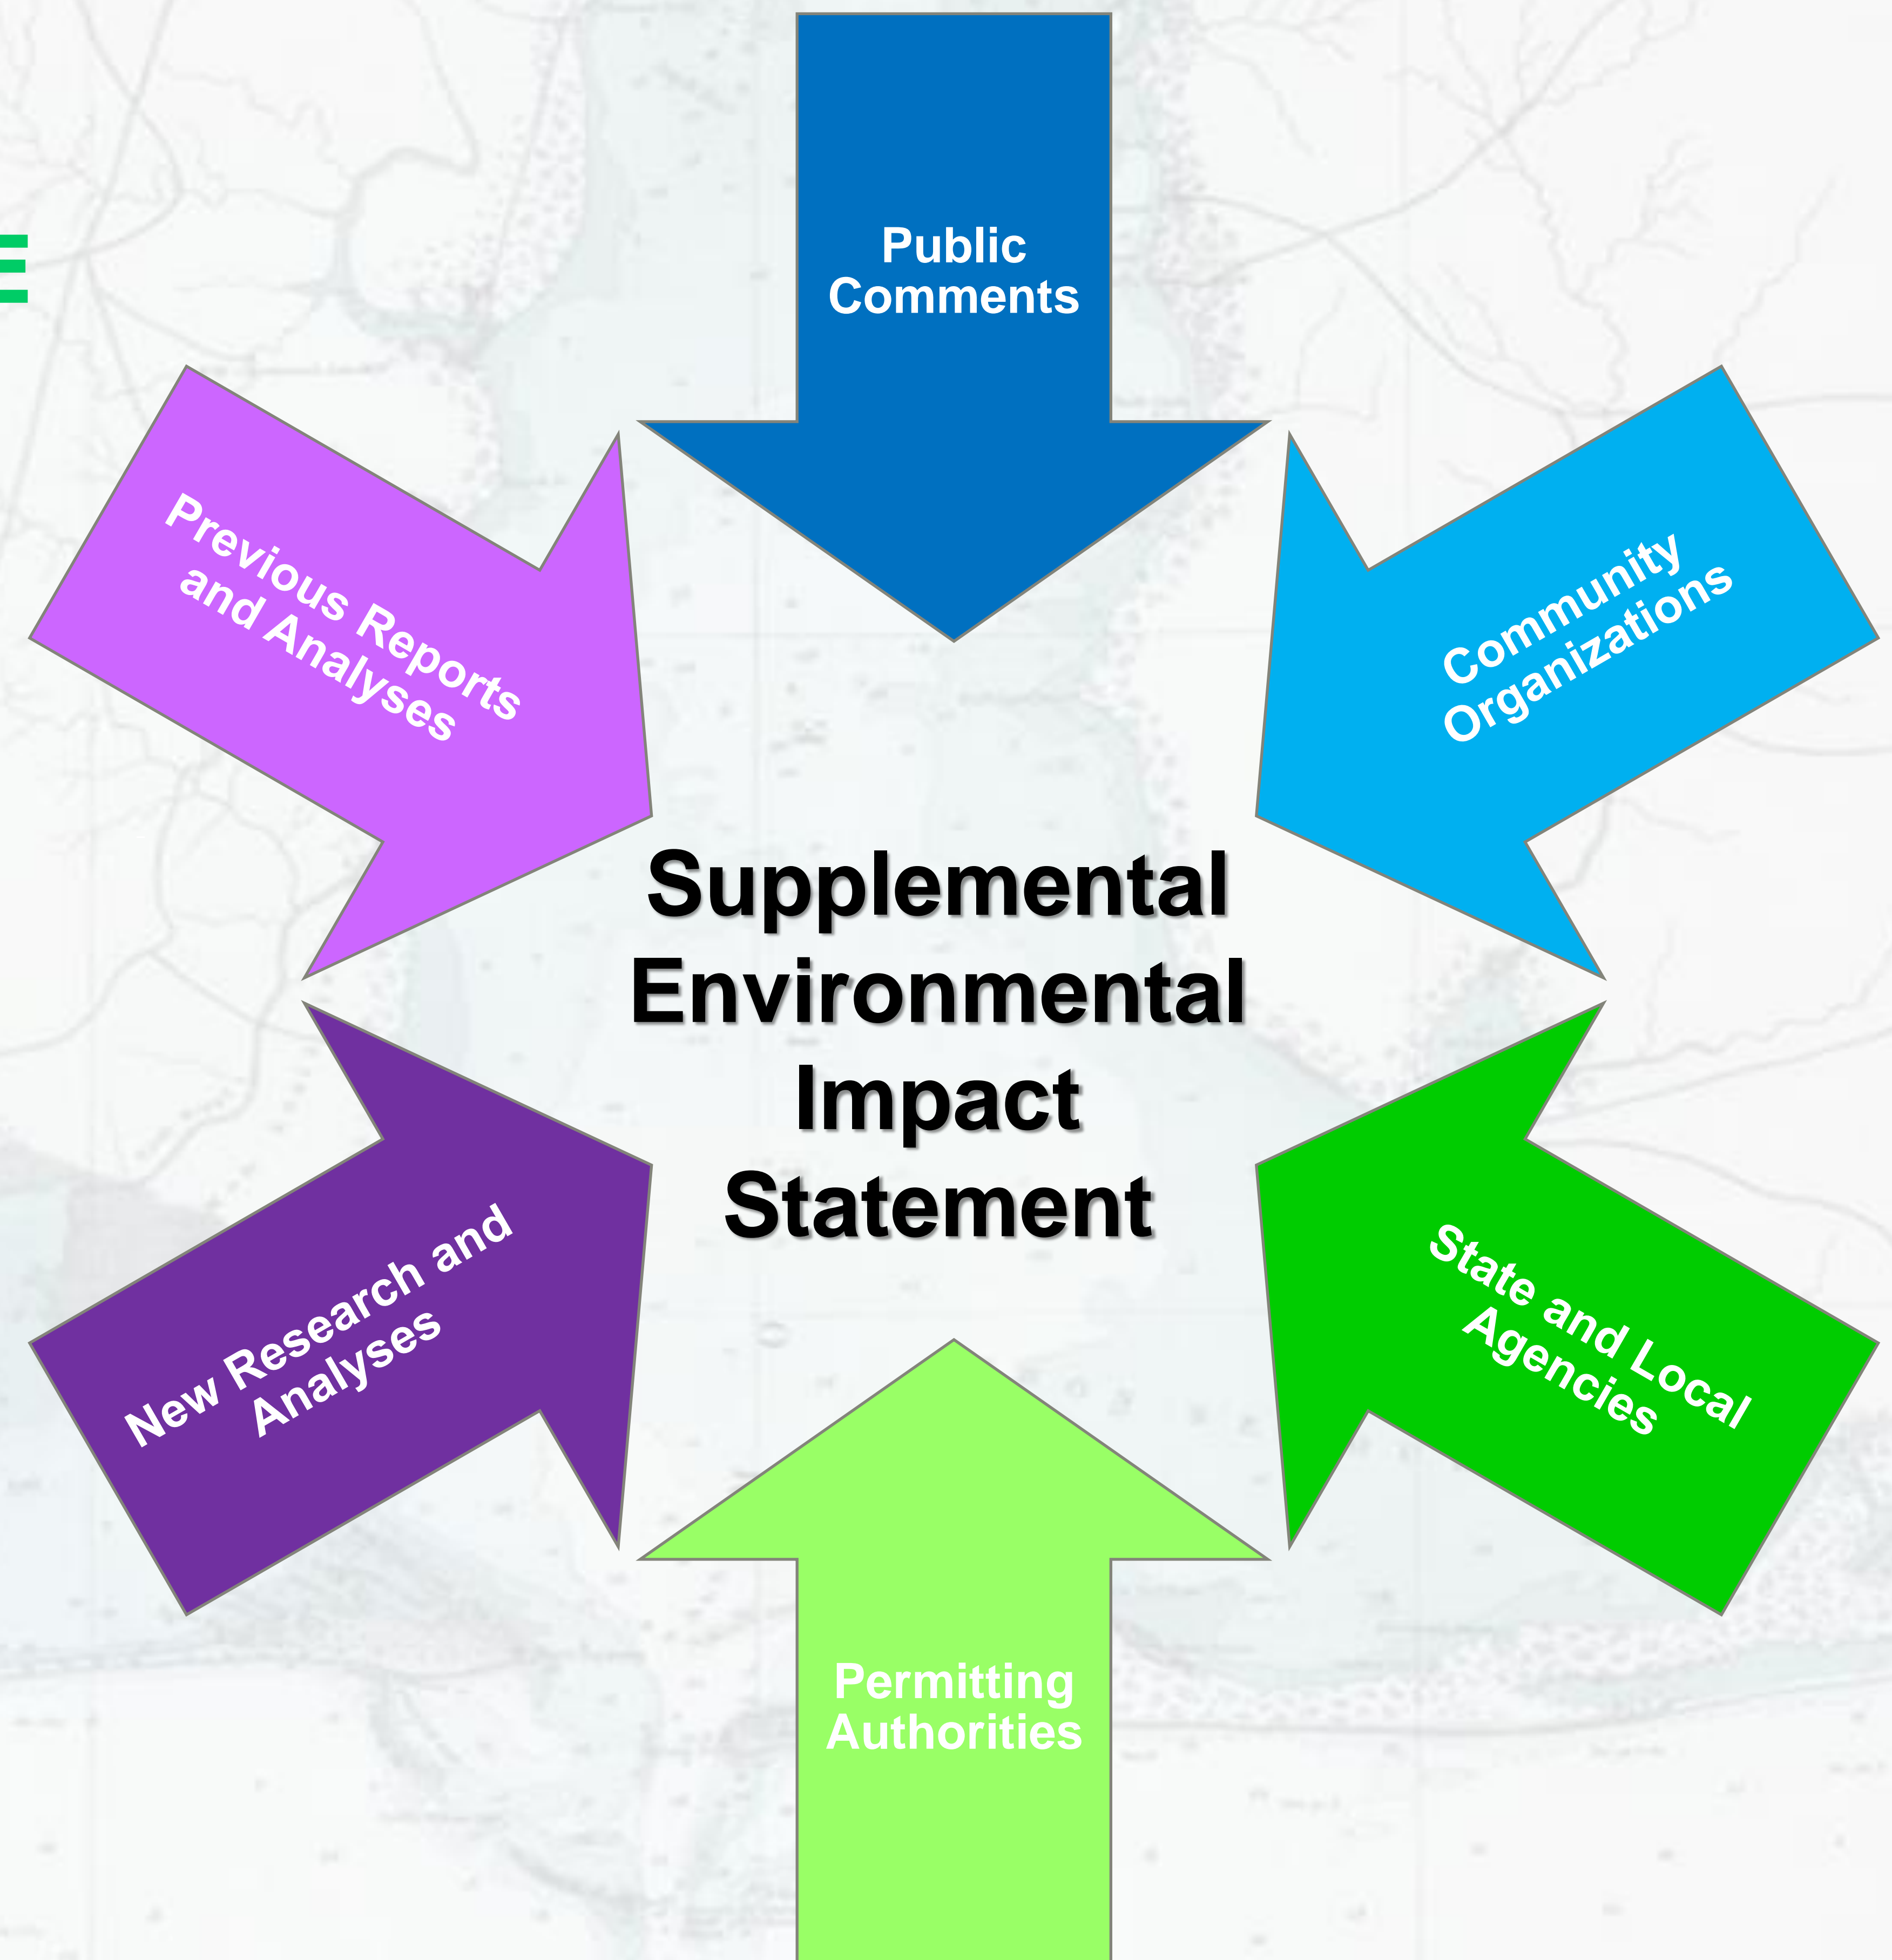 Public
Comments
Previous Reports
and Analyses
Community
Organizations
Supplemental
Environmental
Impact
Statement
New Research and
Analyses
State and Local
Agencies
Permitting
Authorities